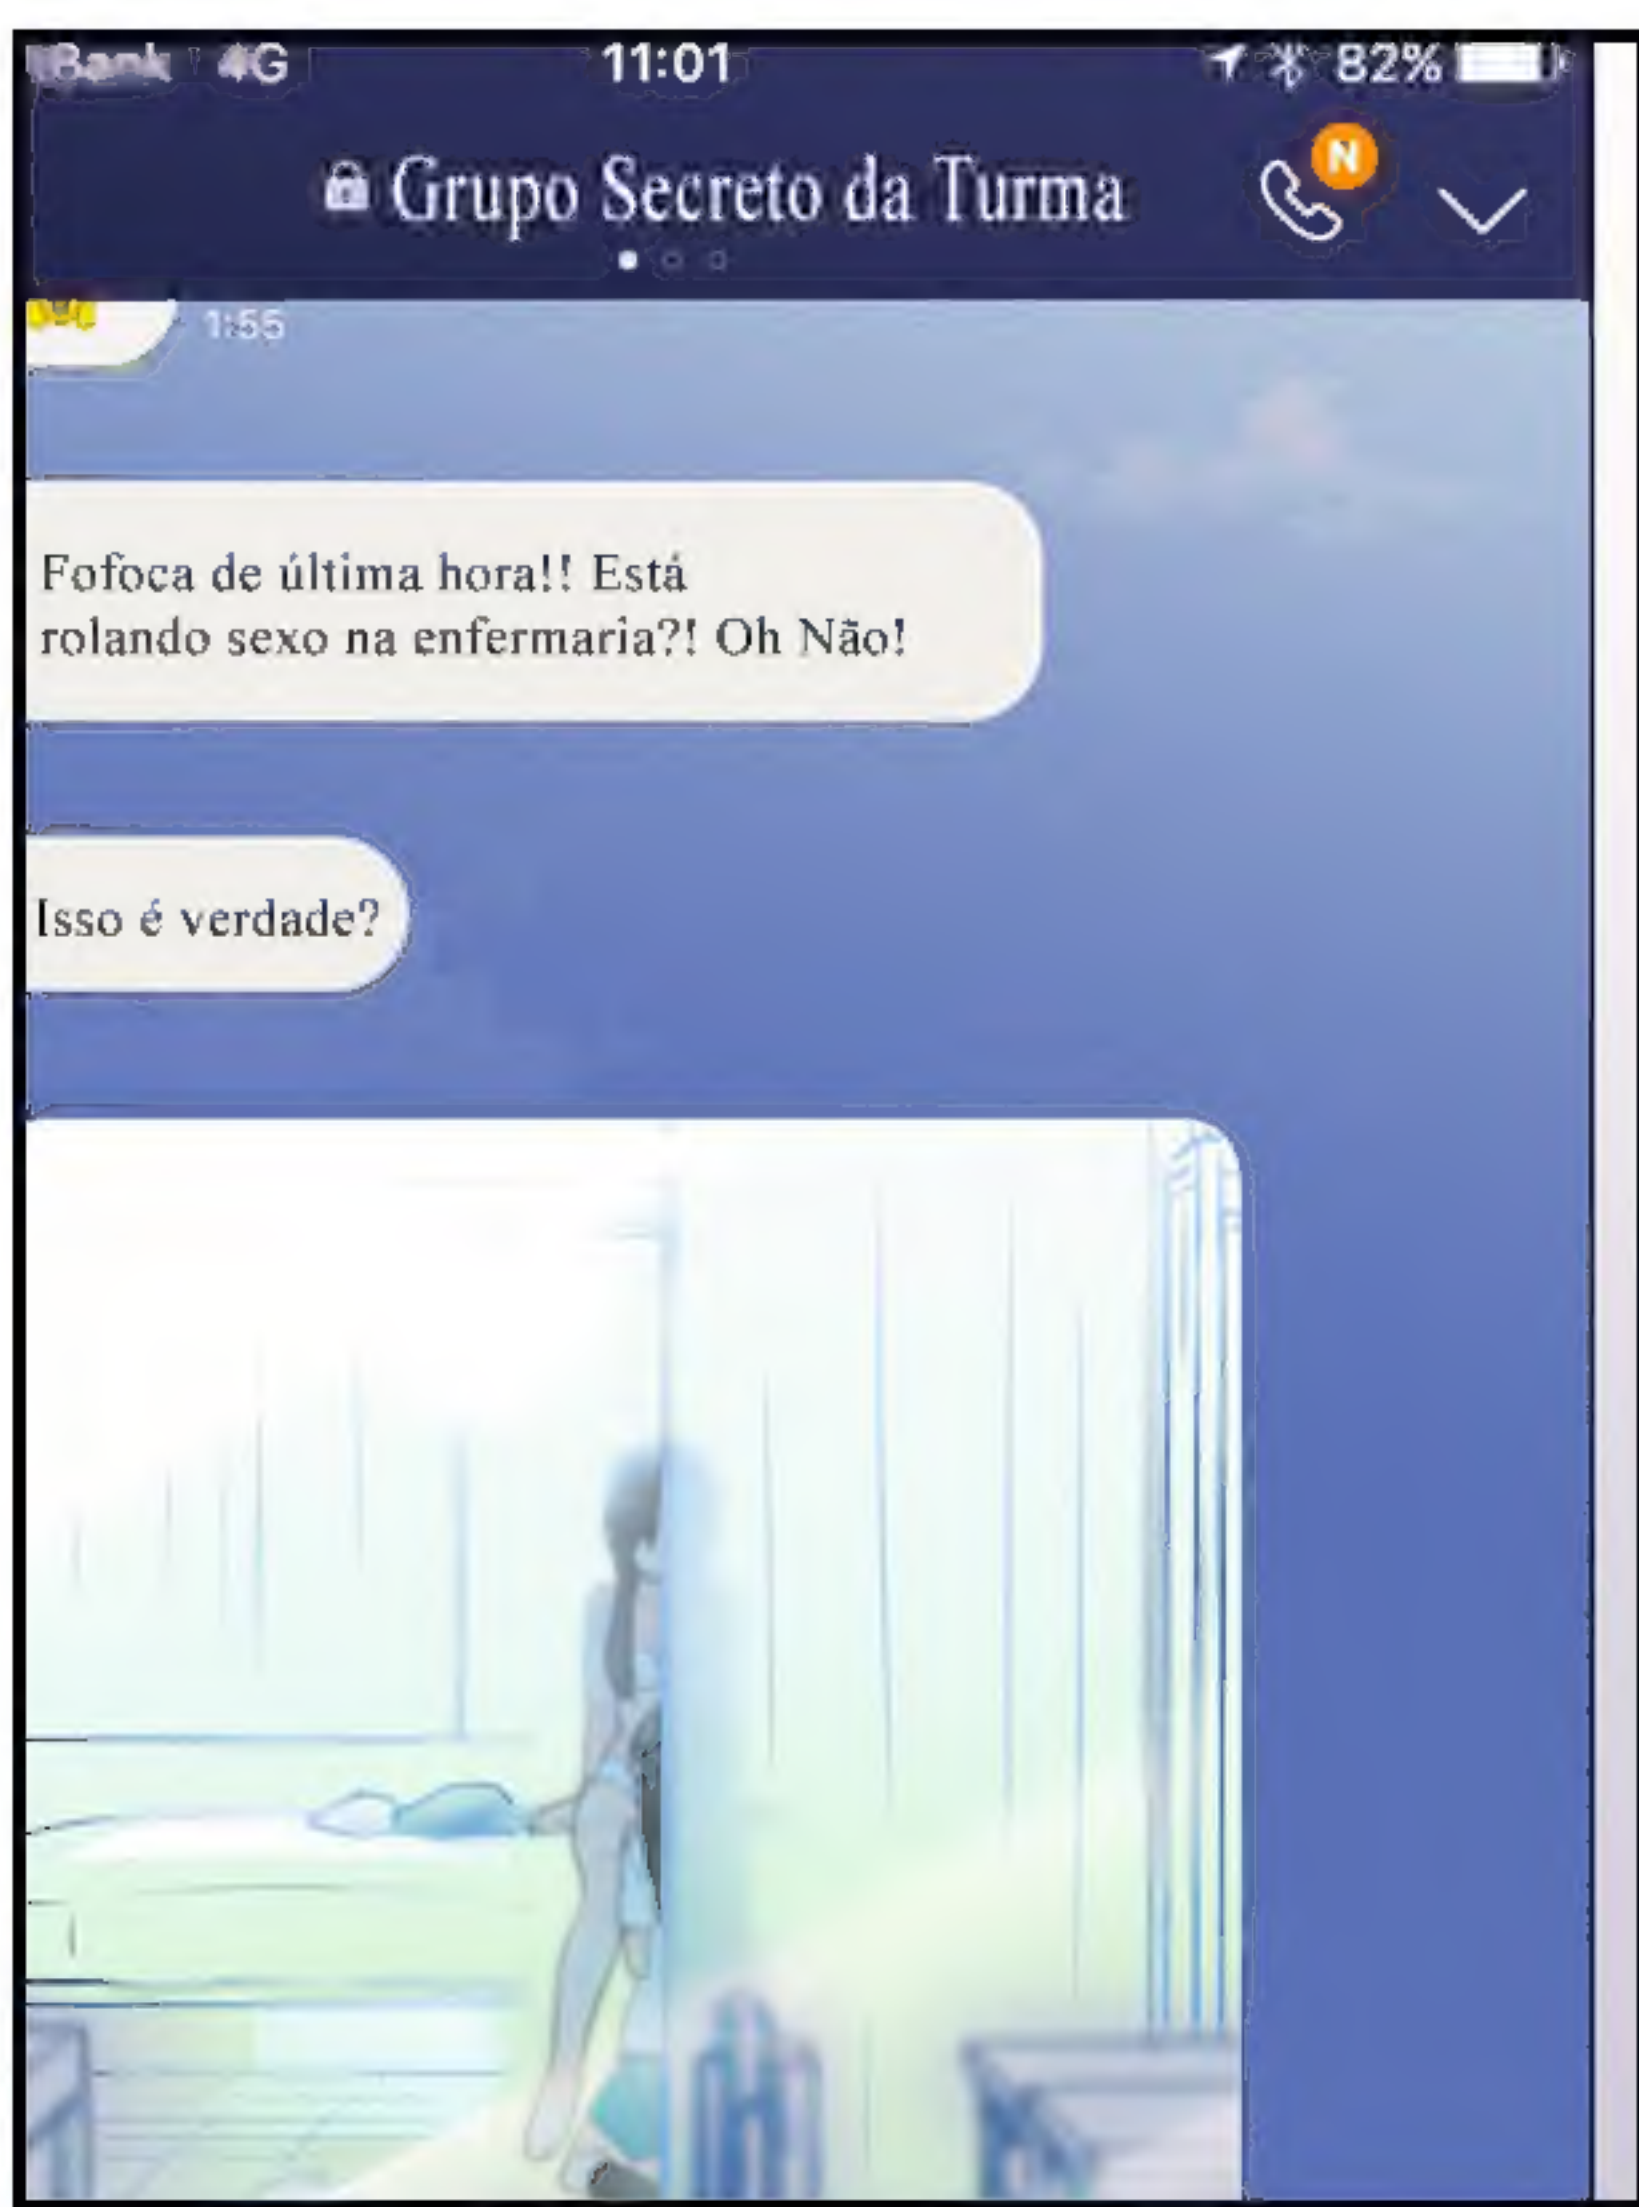 4G 11:01 82%
Grupo Secreto da Turma
N
1:55
Fofoca de última hora!! Está
rolando sexo na enfermaria?! Oh Não!
Isso é verdade?